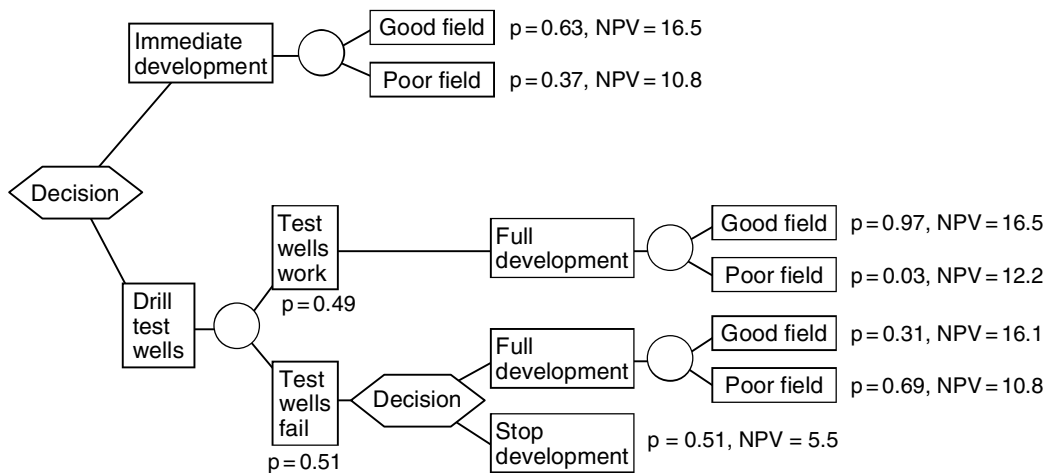 Immediate
development
Good field
p = 0.63, NPV = 16.5
Poor field
p = 0.37, NPV = 10.8
Decision
Drill
test
wells
Test
wells
work
p = 0.49
Full
development
Good field
p = 0.97, NPV = 16.5
Poor field
p = 0.03, NPV = 12.2
Test
wells
fail
p = 0.51
Decision
Full
development
Good field
p = 0.31, NPV = 16.1
Poor field
p = 0.69, NPV = 10.8
Stop
development
p = 0.51, NPV = 5.5